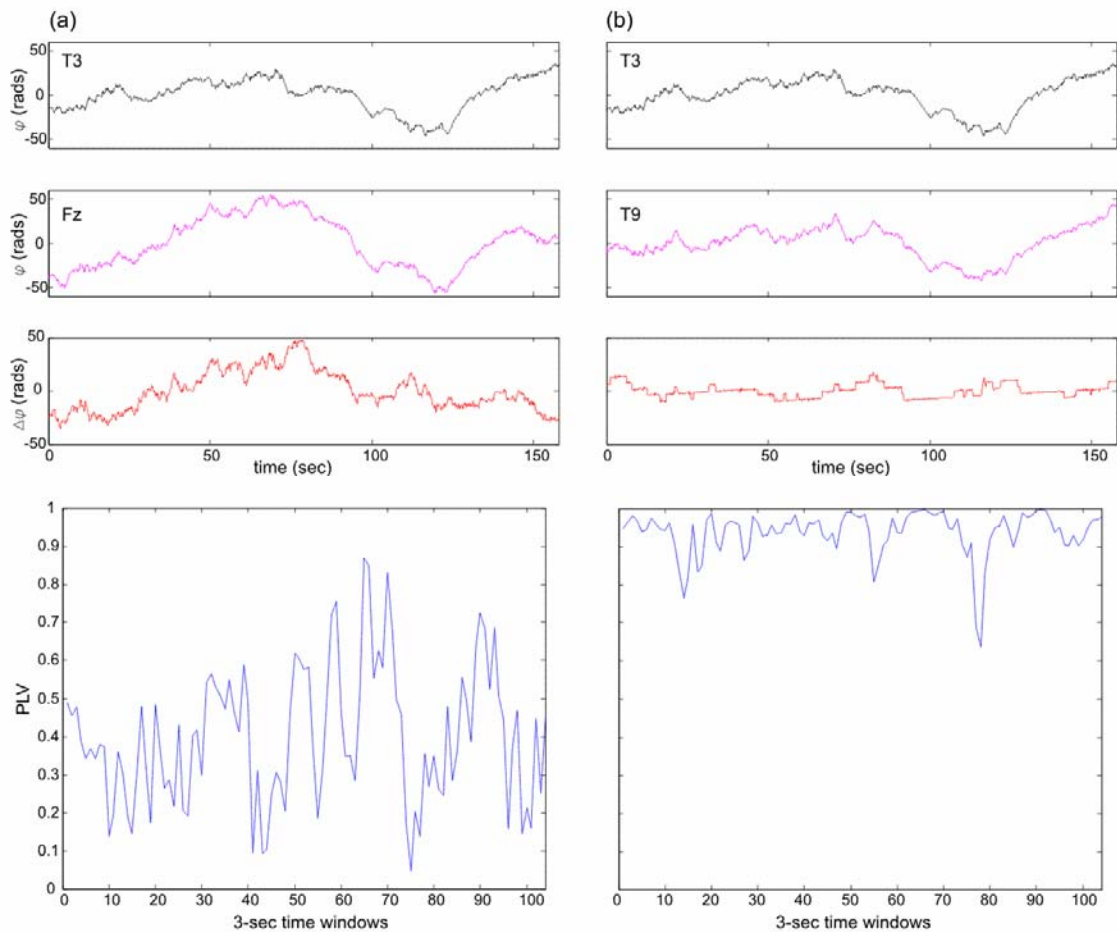 (a)
T3
φ (rads)
50
0
-50
Fz
φ (rads)
50
0
-50
Δφ (rads)
50
0
-50
0 50 100 150
time (sec)
PLV
1
0.9
0.8
0.7
0.6
0.5
0.4
0.3
0.2
0.1
0
0 10 20 30 40 50 60 70 80 90 100
3-sec time windows
(b)
T3
T9
0 50 100 150
time (sec)
0 10 20 30 40 50 60 70 80 90 100
3-sec time windows